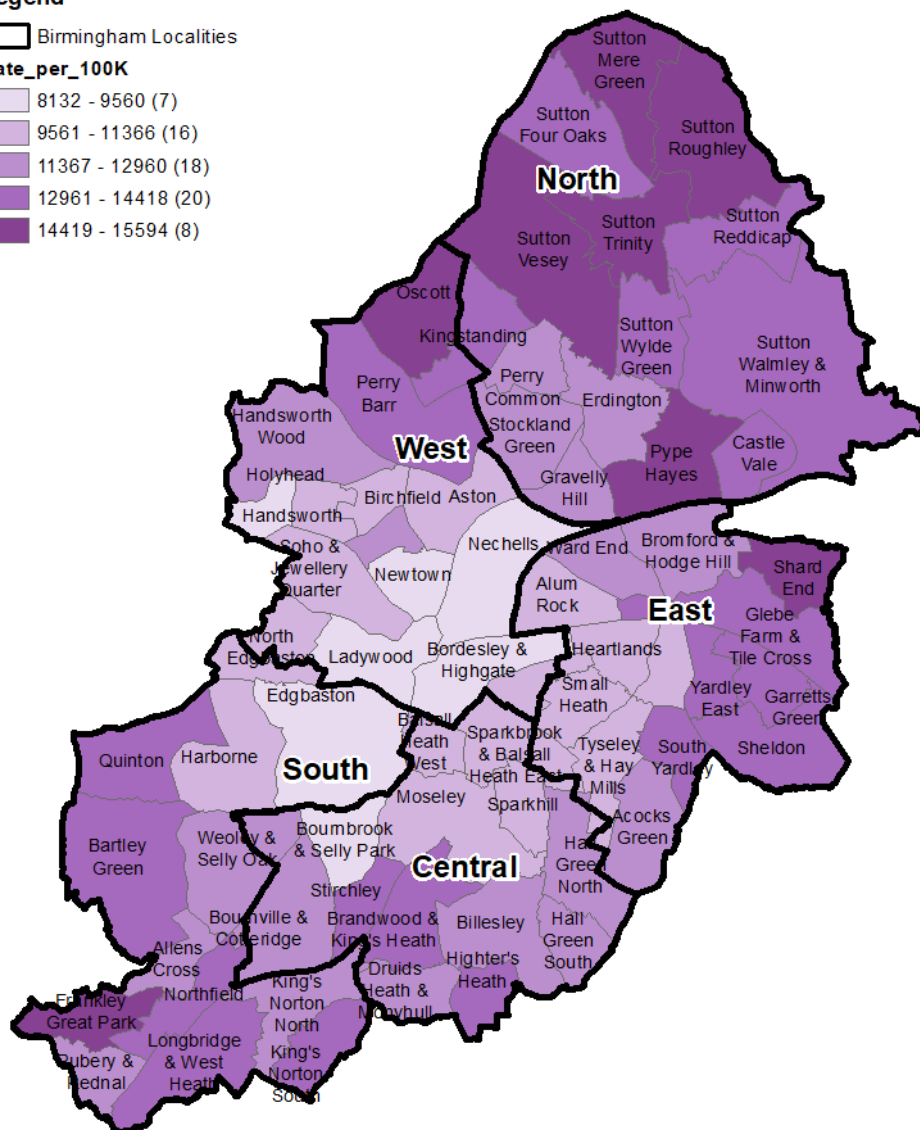 Birmingham Localities
8132 - 9560 (7)
9561 - 11366 (16)
11367 - 12960 (18)
12961 - 14418 (20)
14419 - 15594 (8)
Sutton
Mere
Green
Sutton
Four Oaks
Sutton
Roughley
North
Sutton
Trinity
Sutton
Reddicap
Sutton
Vesey
Oscott
Kingstanding
Sutton
Wylde
Green
Sutton
Walmley &
Minworth
Perry
Barr
Perry
Common
Erdington
Handsworth
Wood
Stockland
Green
West
Pype
Hayes
Castle
Vale
Holyhead
Gravelly
Hill
Birchfield
Aston
Handsworth
Nechells
Ward End
Bromford &
Hodge Hill
Soho &
Jewellery
Quarter
Newtown
Shard
End
Alum
Rock
East
Glebe
Farm &
Tile Cross
North
Edgbaston
Ladywood
Bordesley &
Highgate
Heartlands
Edgbaston
Small
Heath
Yardley
East
Garretts
Green
Balsall
Heath
West
Sparkbrook
& Balsall
Heath East
Tyseley
& Hay
Mills
South
Yardley
Sheldon
Quinton
Harborne
South
Moseley
Sparkhill
Acocks
Green
Bartley
Green
Weoley &
Selly Oak
Bournbrook
& Selly Park
Central
Hall
Green
North
Stirchley
Bournville &
Cotteridge
Brandwood &
King's Heath
Billesley
Hall
Green
South
Allens
Cross
Highter's
Heath
Druids
Heath &
Monyhull
Northfield
King's
Norton
North
Frankley
Great Park
Longbridge
& West
Heath
King's
Norton
South
Rubery &
Rednal